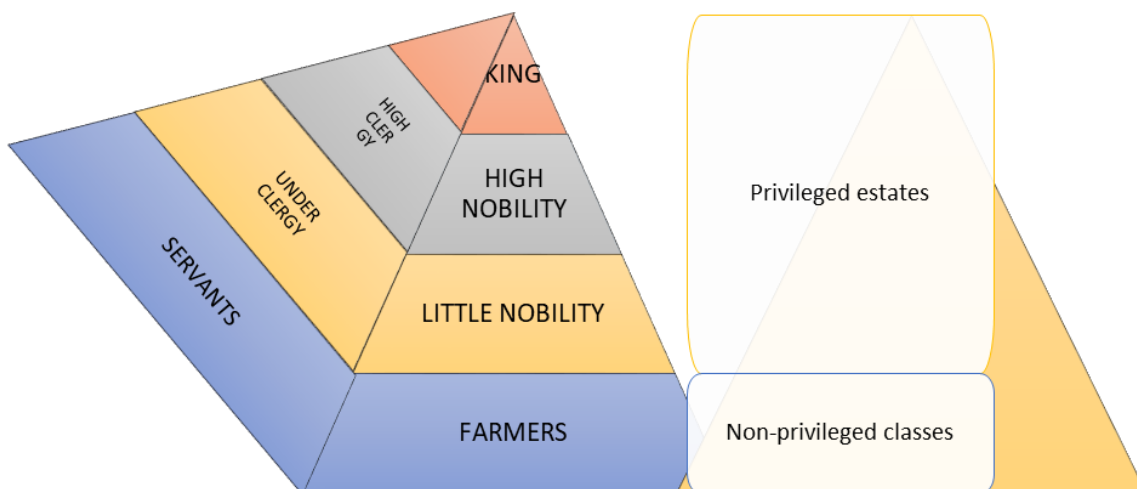 KING
HIGH
CLER
GY
HIGH
NOBILITY
UNDER
CLERGY
LITTLE NOBILITY
SERVANTS
FARMERS
Privileged estates
Non-privileged classes